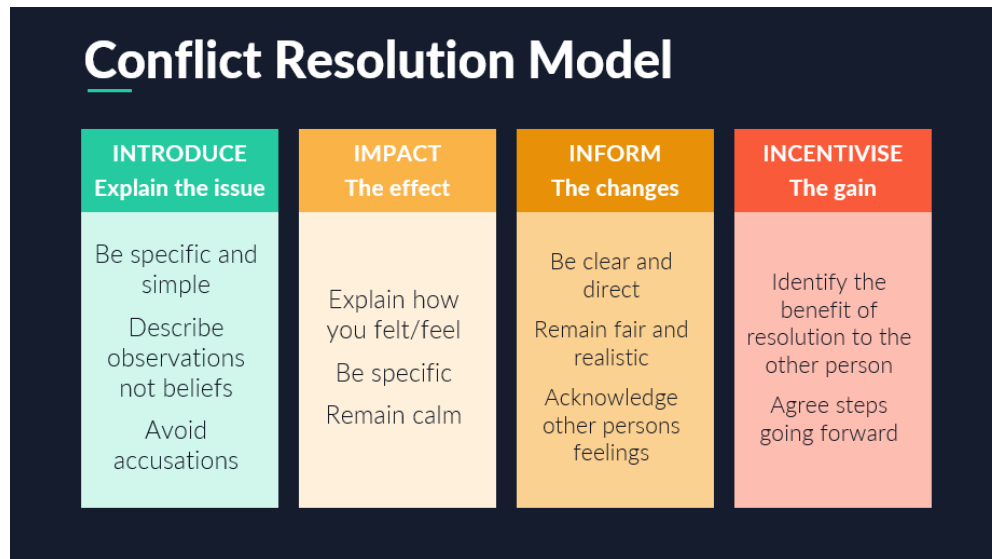 Conflict Resolution Model
INTRODUCE
Explain the issue
Be specific and
simple
Describe
observations
not beliefs
Avoid
accusations
IMPACT
The effect
Explain how
you felt/feel
Be specific
Remain calm
INFORM
The changes
Be clear and
direct
Remain fair and
realistic
Acknowledge
other persons
feelings
INCENTIVISE
The gain
Identify the
benefit of
resolution to the
other person
Agree steps
going forward